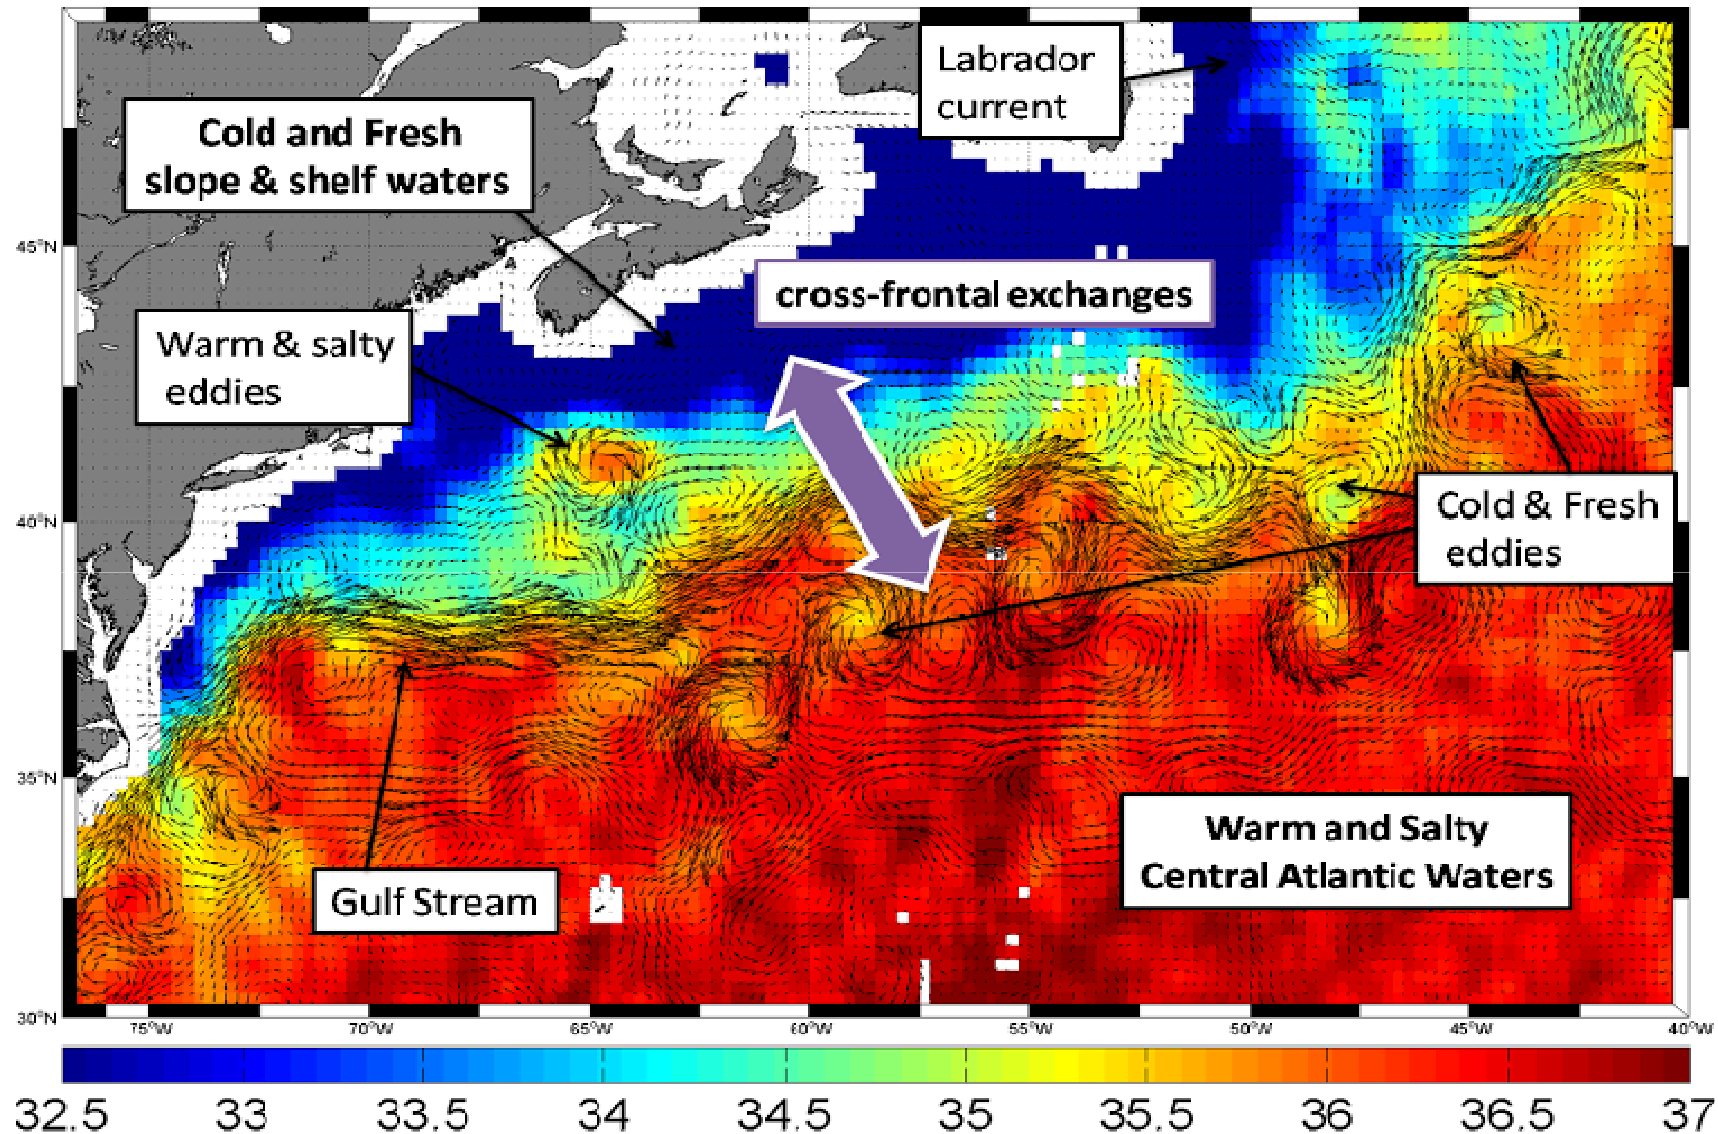 Labrador
current
Cold and Fresh
slope & shelf waters
45°N
cross-frontal exchanges
Warm & salty
eddies
Cold & Fresh
eddies
40°N
35°N
Warm and Salty
Central Atlantic Waters
Gulf Stream
30°N
75°W 70°W 65°W 60°W 55°W 50°W 45°W 40°W
32.5 33 33.5 34 34.5 35 35.5 36 36.5 37